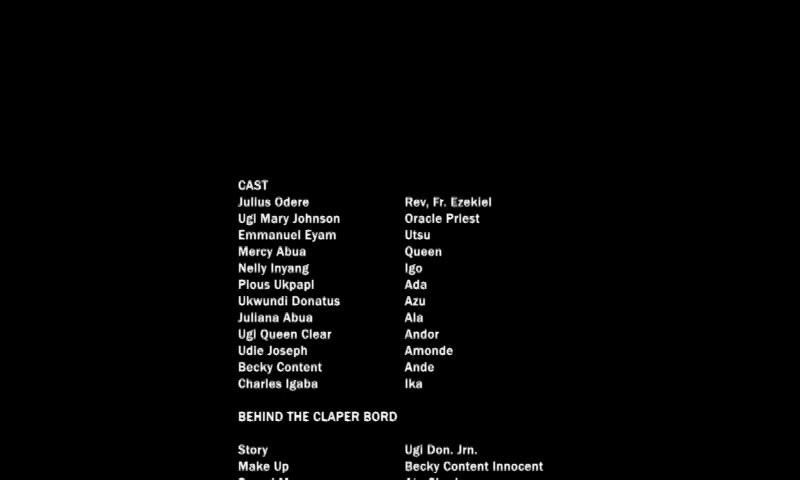 CAST
Julius Odere Rev, Fr. Ezekiel
Ugi Mary Johnson Oracle Priest
Emmanuel Eyam Utsu
Mercy Abua Queen
Nelly Inyang Igo
Pious Ukpapi Ada
Ukwundi Donatus Azu
Juliana Abua Ala
Ugi Queen Clear Andor
Udie Joseph Amonde
Becky Content Ande
Charles Igaba Ika
BEHIND THE CLAPER BORD
Story Ugi Don. Jrn.
Make Up Becky Content Innocent